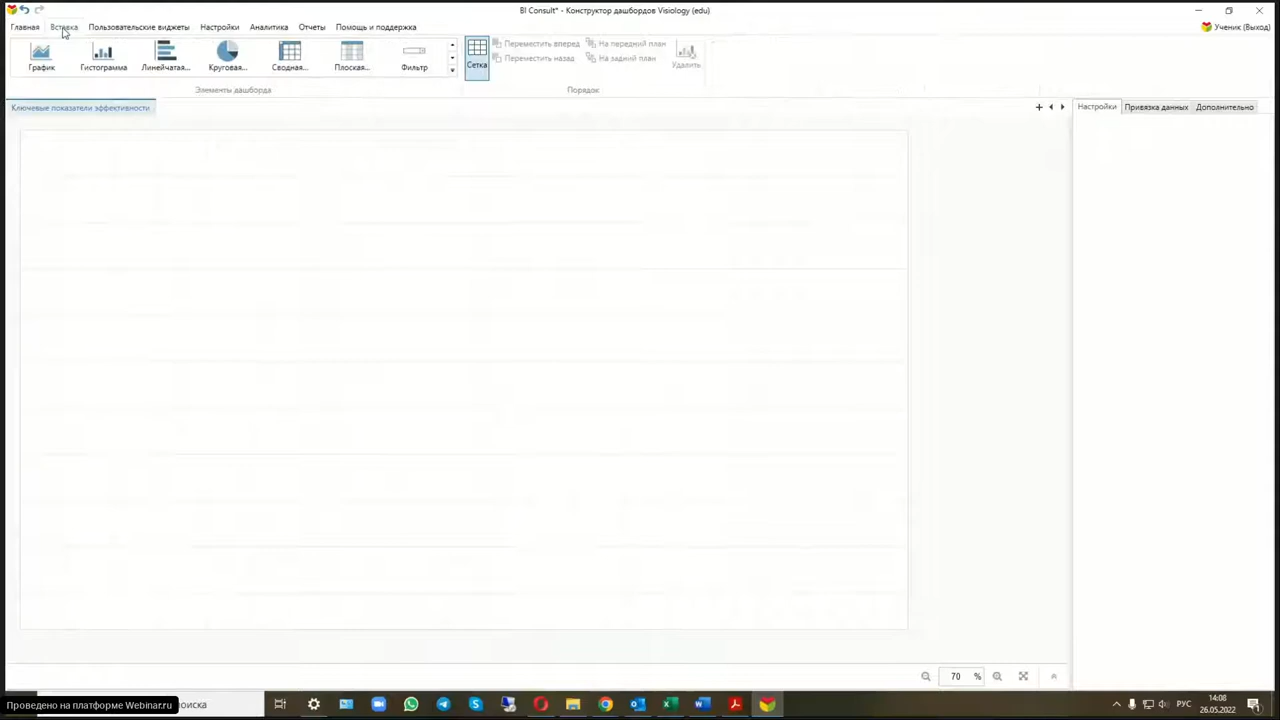 BI Consult* - Конструктор дашбордов Visiology (edu)
Главная Вставка Пользовательские виджеты Настройки Аналитика Отчеты Помощь и поддержка Ученик (Выход)
График Гистограмма Линейчатая... Круговая... Сводная... Плоская... Фильтр Сетка Переместить вперед На передний план Удалить
Переместить назад На задний план
Элементы дашборда Порядок
Ключевые показатели эффективности Настройки Привязка данных Дополнительно
70 %
Проведено на платформе Webinar.ru оиска РУС 14:08
26.05.2022